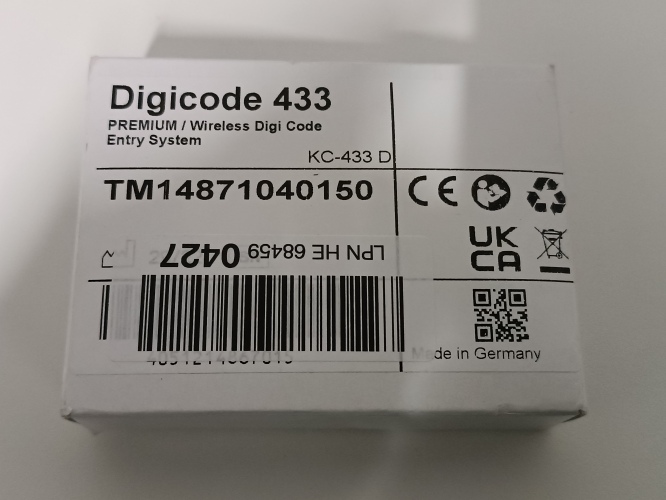 Digicode 433
PREMIUM / Wireless Digi Code
Entry System
KC-433 D
TM14871040150
CE
UK
CA
LPN HE 68459 0427
Made in Germany